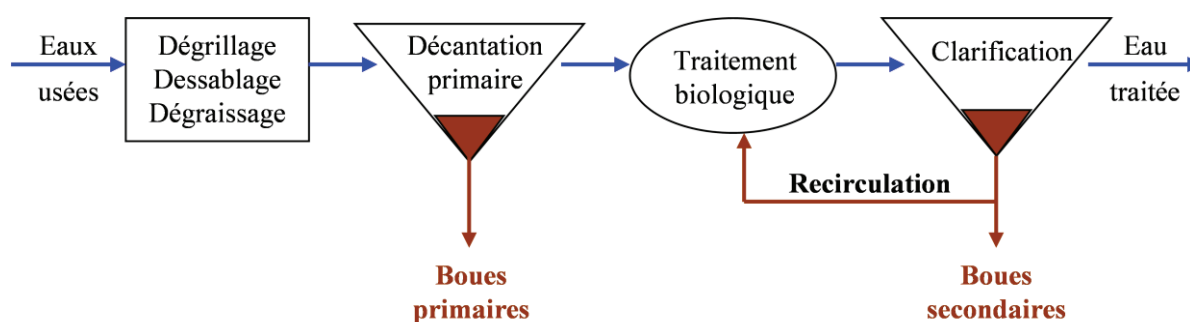 Eaux
usées
Dégrillage
Dessablage
Dégraissage
Décantation
primaire
Traitement
biologique
Clarification
Eau
traitée
Recirculation
Boues
primaires
Boues
secondaires